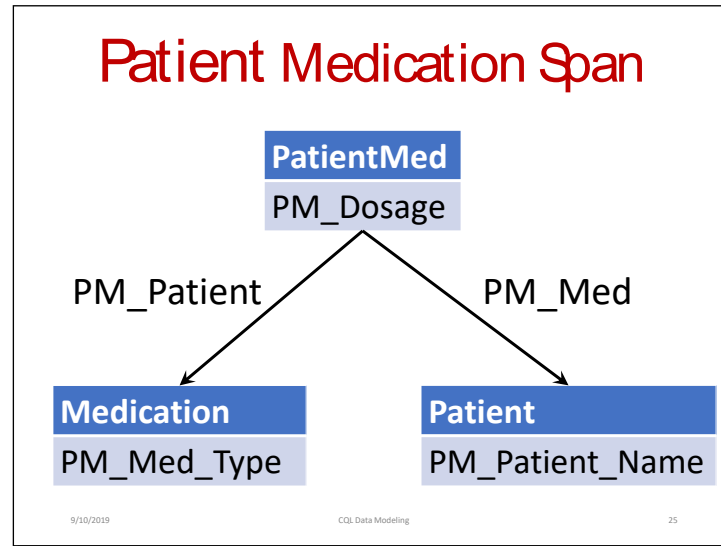 Patient Medication Span
PatientMed
PM_Dosage
PM_Patient
PM_Med
Medication
PM_Med_Type
Patient
PM_Patient_Name
9/10/2019
CQL Data Modeling
25